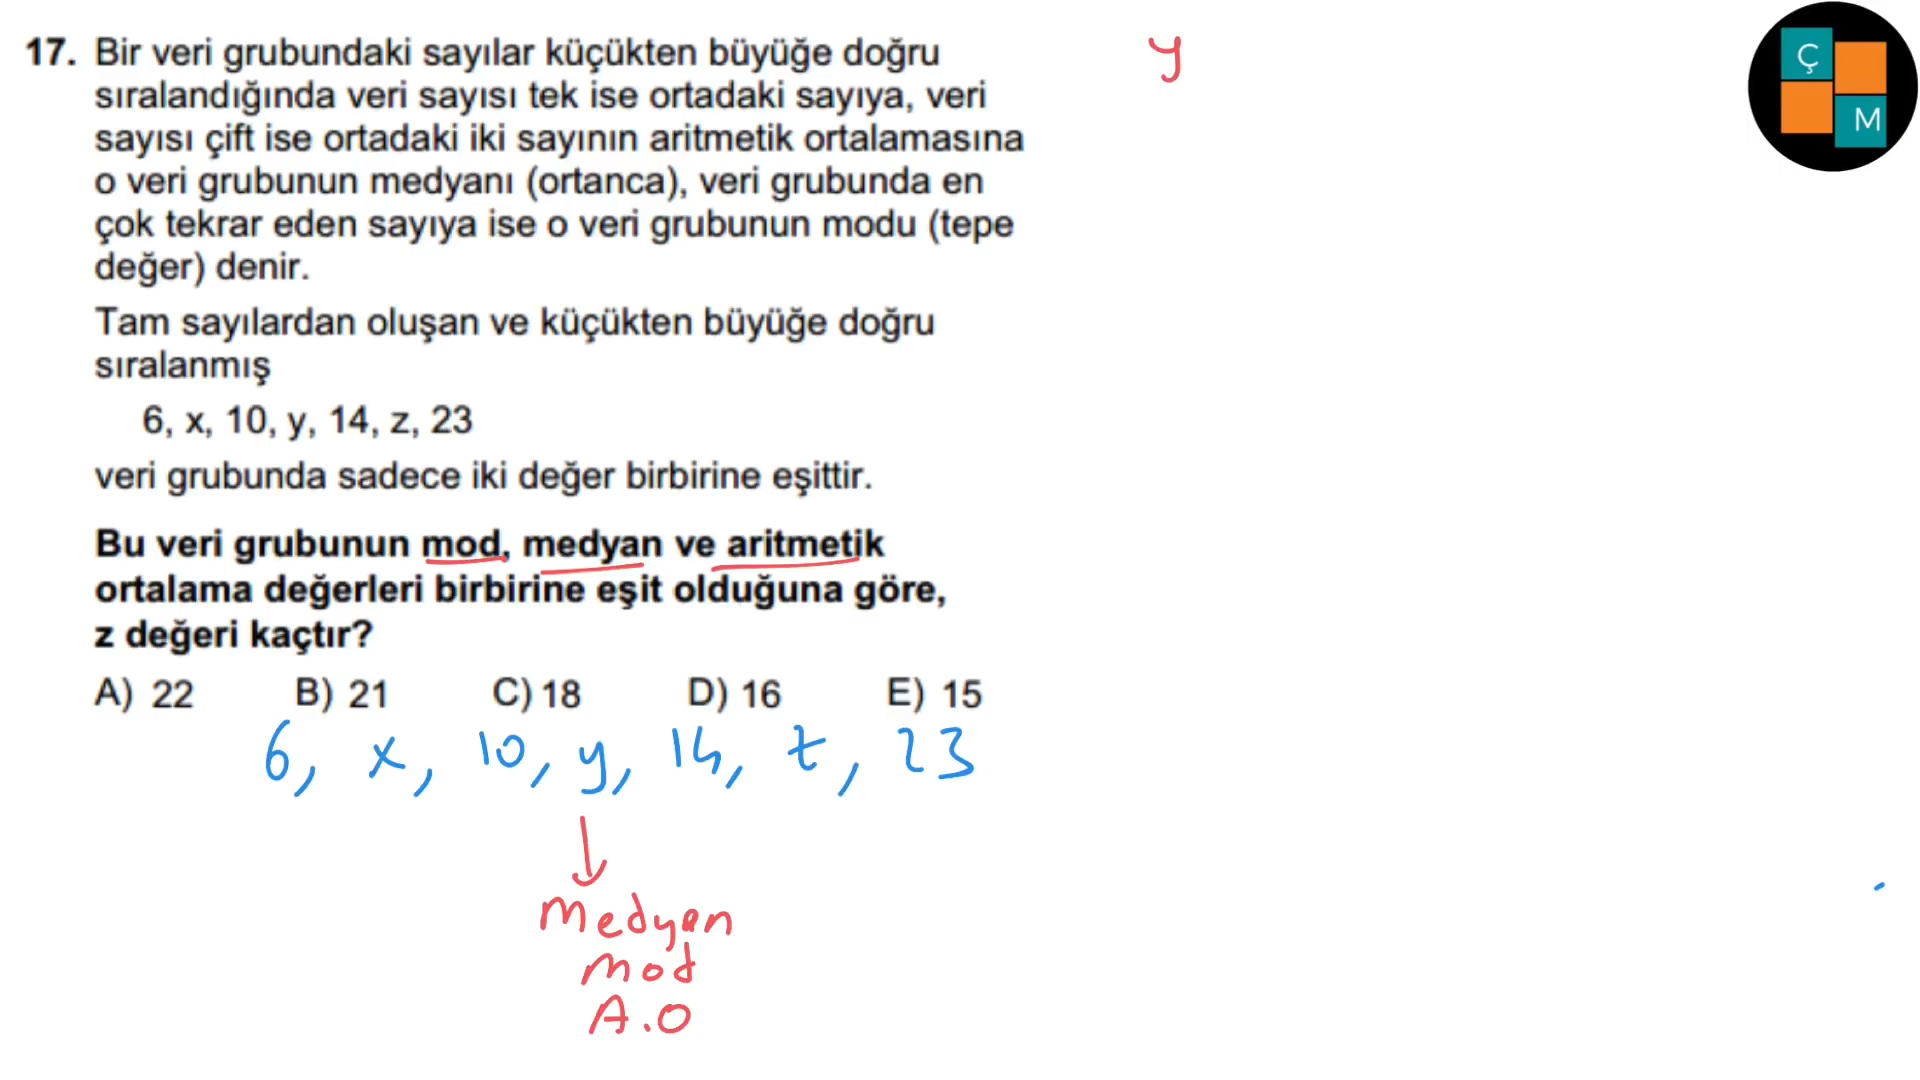 17. Bir veri grubundaki sayılar küçükten büyüğe doğru
sıralandığında veri sayısı tek ise ortadaki sayıya, veri
sayısı çift ise ortadaki iki sayının aritmetik ortalamasına
o veri grubunun medyanı (ortanca), veri grubunda en
çok tekrar eden sayıya ise o veri grubunun modu (tepe
değer) denir.
Tam sayılardan oluşan ve küçükten büyüğe doğru
sıralanmış
6, x, 10, y, 14, z, 23
veri grubunda sadece iki değer birbirine eşittir.
Bu veri grubunun mod, medyan ve aritmetik
ortalama değerleri birbirine eşit olduğuna göre,
z değeri kaçtır?
A) 22 B) 21 C) 18 D) 16 E) 15
6, x, 10, y, 14, z, 23
Medyan
Mod
A.O
y
Ç
M